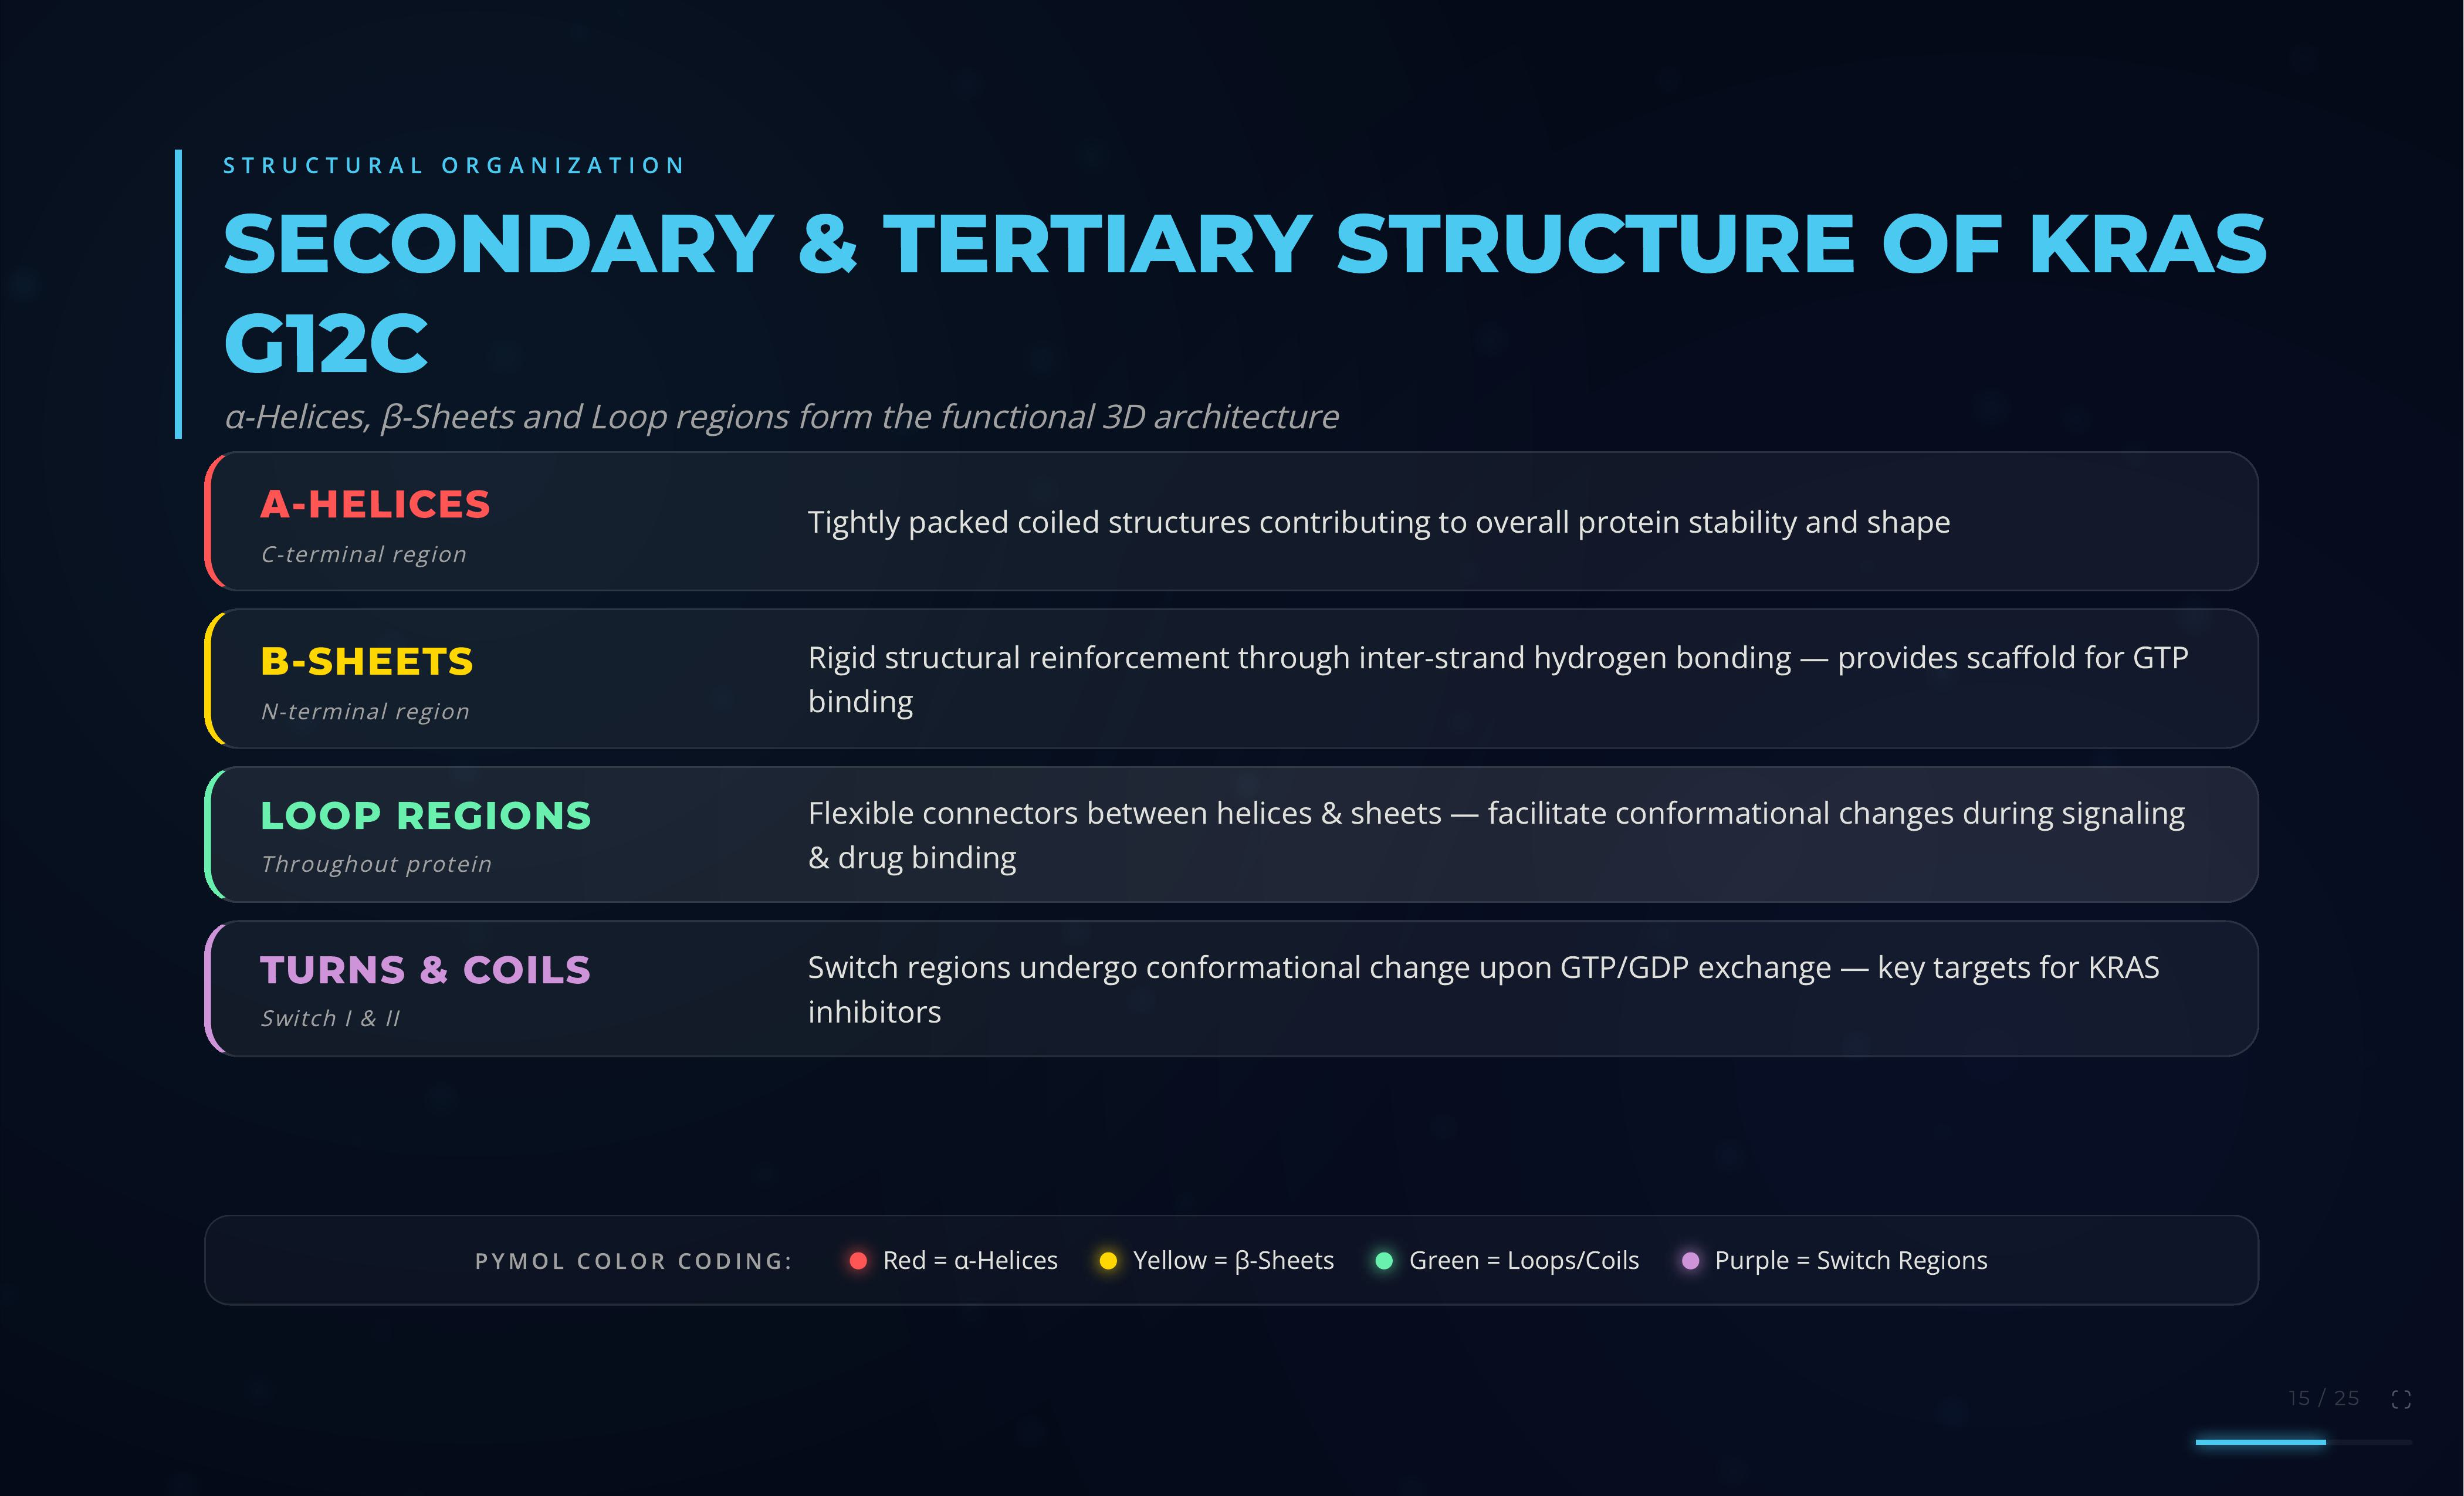 STRUCTURAL ORGANIZATION
SECONDARY & TERTIARY STRUCTURE OF KRAS
G12C
α-Helices, β-Sheets and Loop regions form the functional 3D architecture
A-HELICES
C-terminal region
Tightly packed coiled structures contributing to overall protein stability and shape
B-SHEETS
N-terminal region
Rigid structural reinforcement through inter-strand hydrogen bonding — provides scaffold for GTP
binding
LOOP REGIONS
Throughout protein
Flexible connectors between helices & sheets — facilitate conformational changes during signaling
& drug binding
TURNS & COILS
Switch I & II
Switch regions undergo conformational change upon GTP/GDP exchange — key targets for KRAS
inhibitors
PYMOL COLOR CODING:
Red = α-Helices
Yellow = β-Sheets
Green = Loops/Coils
Purple = Switch Regions
15 / 25